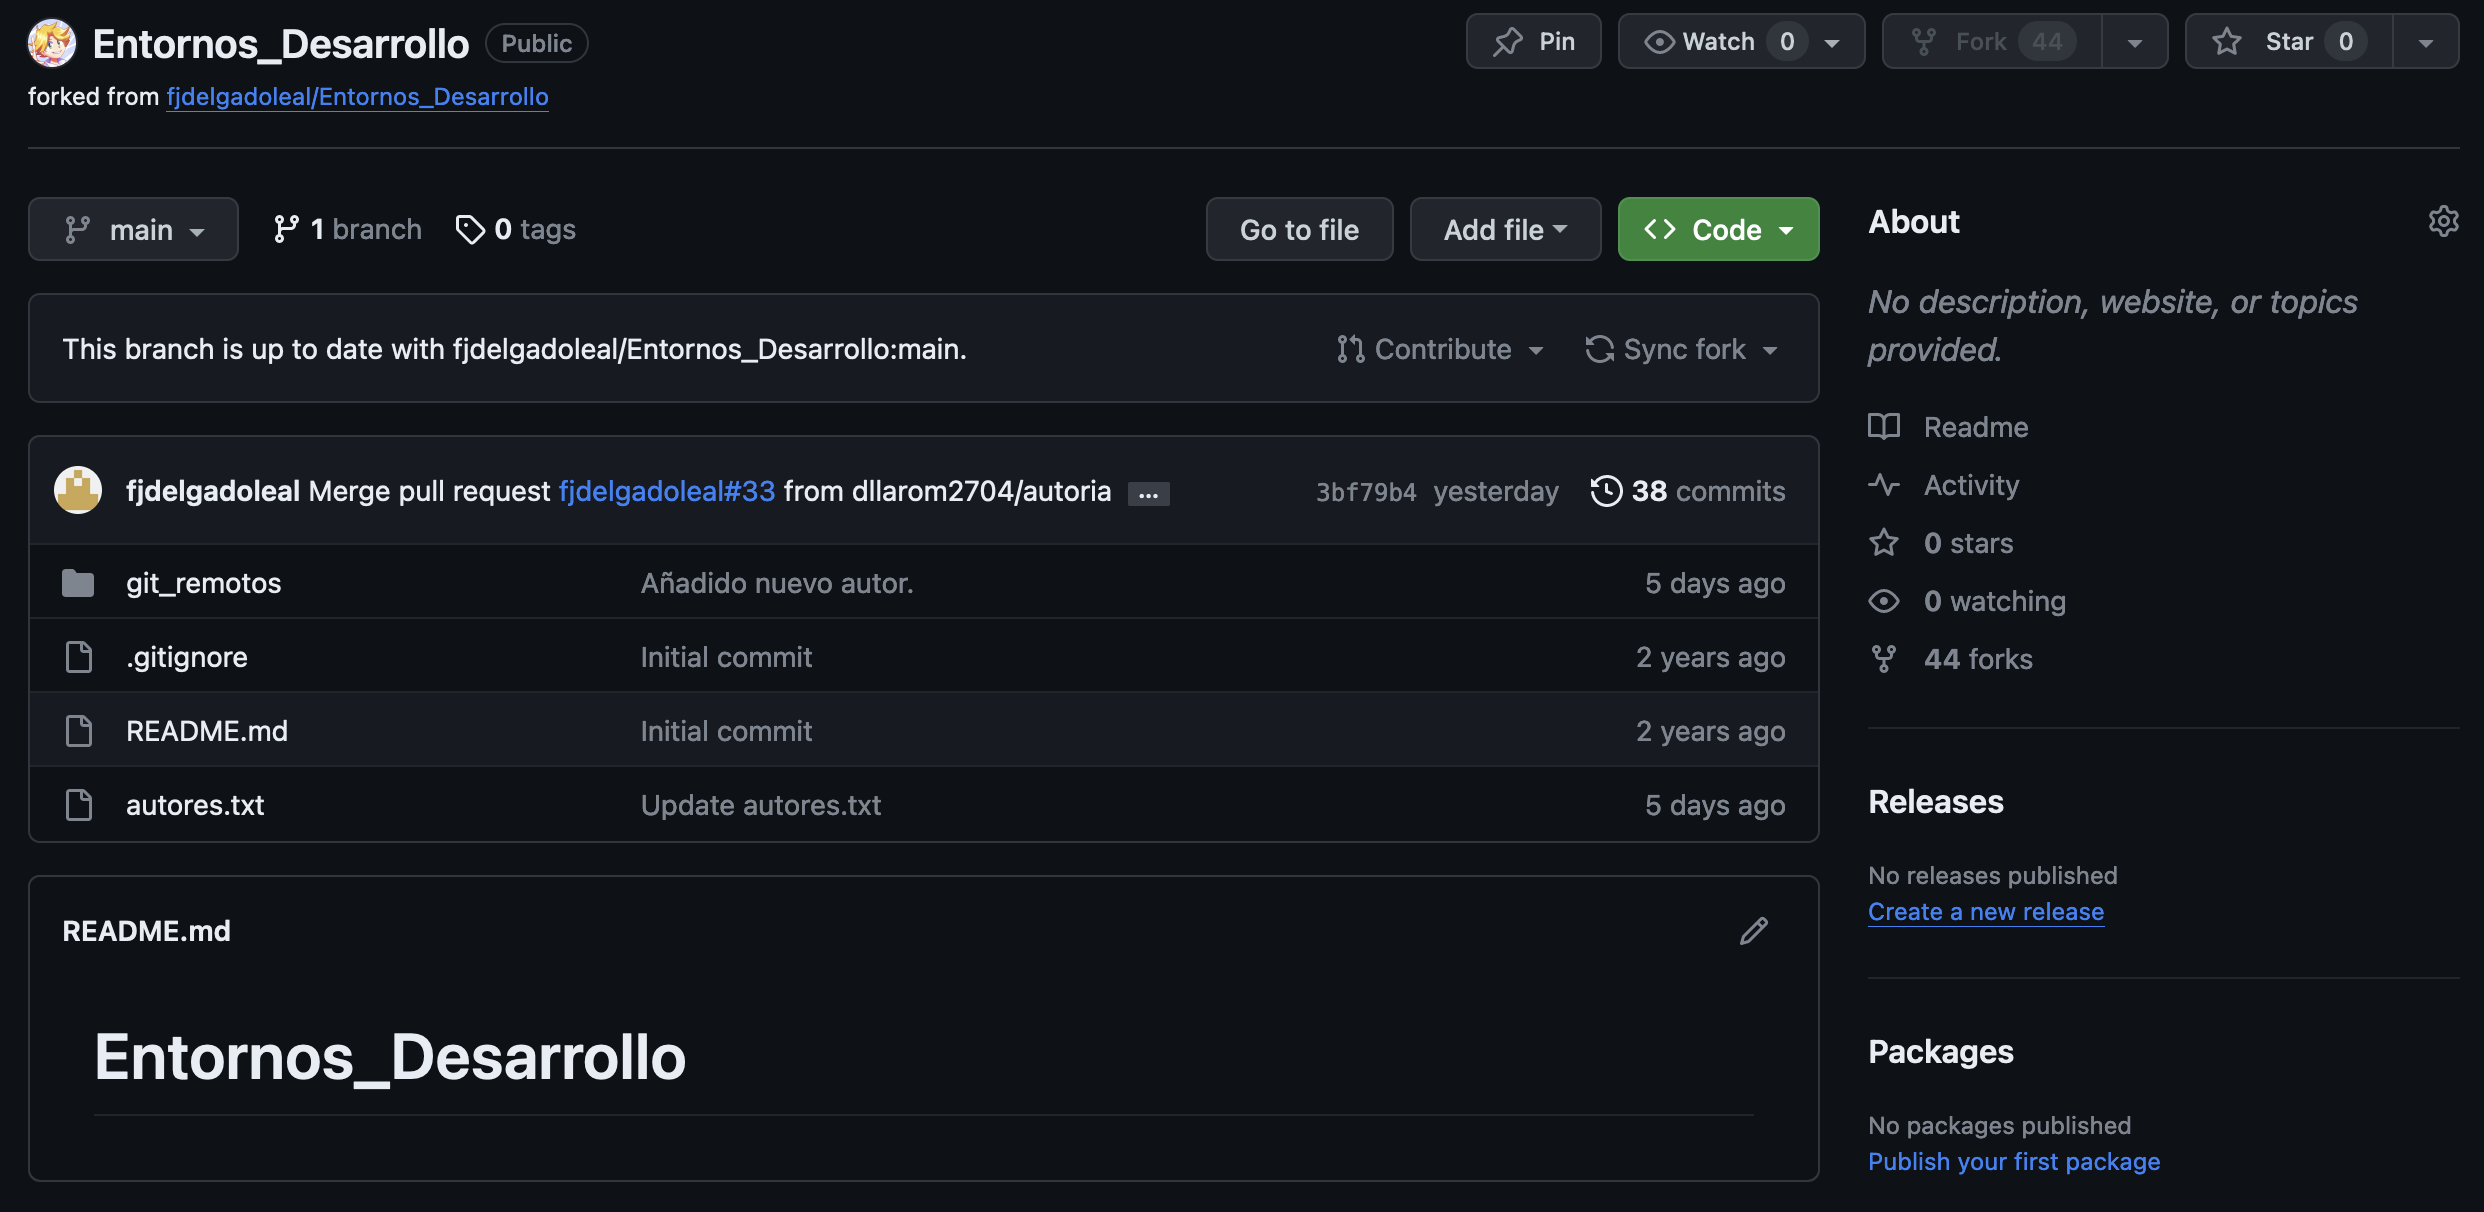 Entornos_Desarrollo Public
Pin
Watch 0
Fork 44
Star 0
forked from fjdelgadoleal/Entornos_Desarrollo
main
1 branch
0 tags
Go to file
Add file
Code
This branch is up to date with fjdelgadoleal/Entornos_Desarrollo:main.
Contribute
Sync fork
fjdelgadoleal Merge pull request fjdelgadoleal#33 from dllarom2704/autoria ...
3bf79b4 yesterday
38 commits
git_remotos Añadido nuevo autor. 5 days ago
.gitignore Initial commit 2 years ago
README.md Initial commit 2 years ago
autores.txt Update autores.txt 5 days ago
README.md
Entornos_Desarrollo
About
No description, website, or topics
provided.
Readme
Activity
0 stars
0 watching
44 forks
Releases
No releases published
Create a new release
Packages
No packages published
Publish your first package